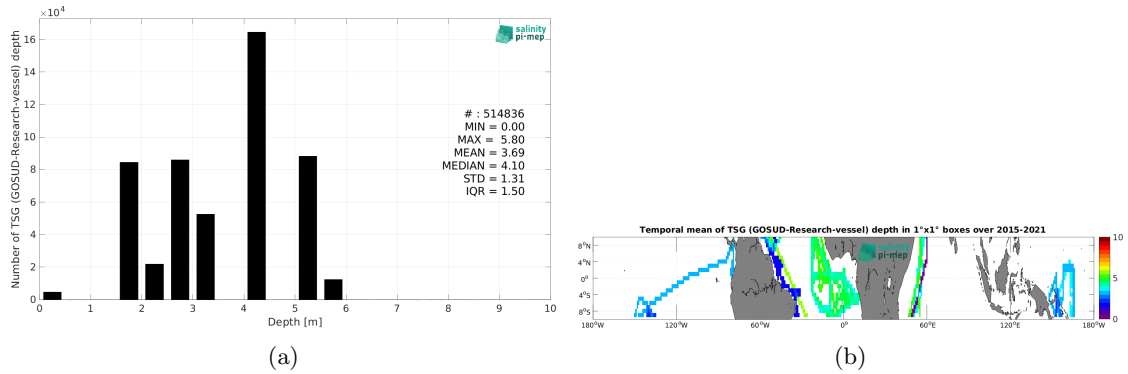 ×10⁴
16
14
12
10
8
6
4
2
0
Number of TSG (GOSUD-Research-vessel) depth
salinity
pi-mep
# : 514836
MIN = 0.00
MAX = 5.80
MEAN = 3.69
MEDIAN = 4.10
STD = 1.31
IQR = 1.50
0 1 2 3 4 5 6 7 8 9 10
Depth [m]
(a)
Temporal mean of TSG (GOSUD-Research-vessel) depth in 1°x1° boxes over 2015-2021
salinity
pi-mep
8°N
4°N
0°
4°S
8°S
180°W 120°W 60°W 0° 60°E 120°E 180°W
10
8
6
4
2
0
(b)